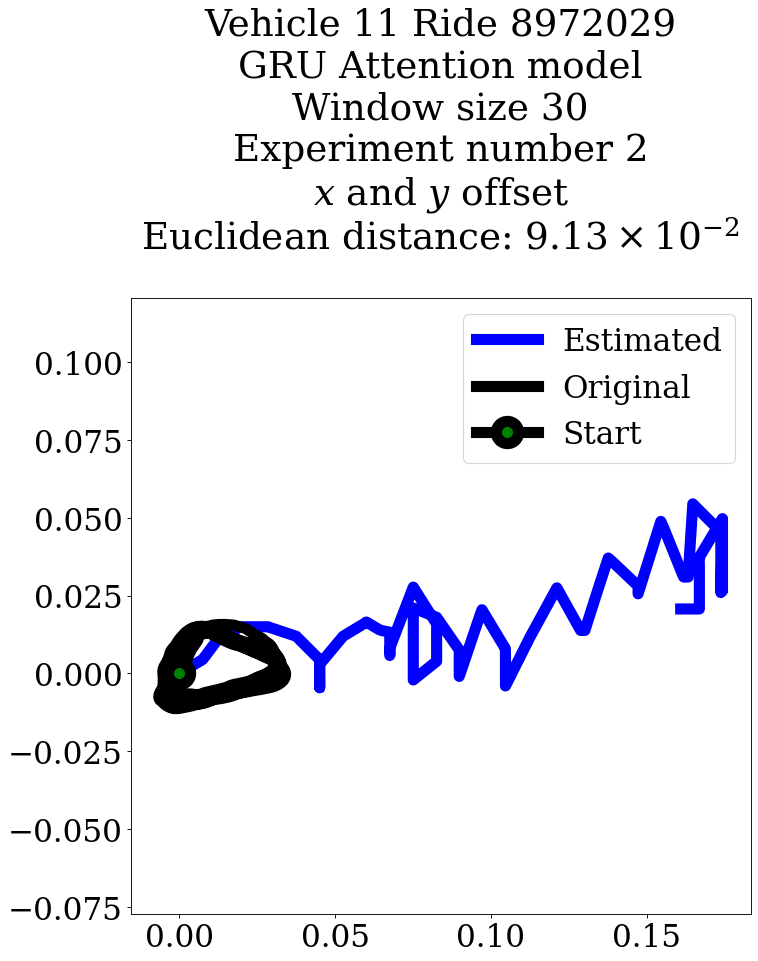 Vehicle 11 Ride 8972029
GRU Attention model
Window size 30
Experiment number 2
x and y offset
Euclidean distance: 9.13 × 10⁻²
Estimated
Original
Start
0.100
0.075
0.050
0.025
0.000
−0.025
−0.050
−0.075
0.00 0.05 0.10 0.15